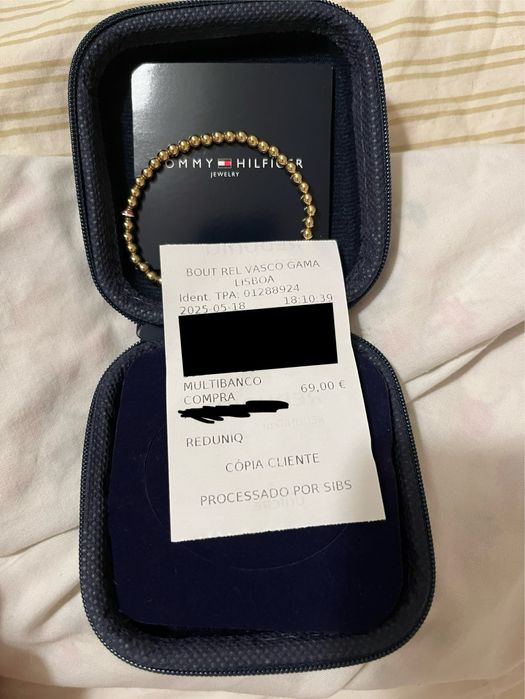 TOMMY HILFIGER
JEWELRY
BOUT REL VASCO GAMA
LISBOA
Ident. TPA: 01288924
2025-05-18 18:10:39
MULTIBANCO
COMPRA 69,00 €
REDUNIQ
CÓPIA CLIENTE
PROCESSADO POR SIBS